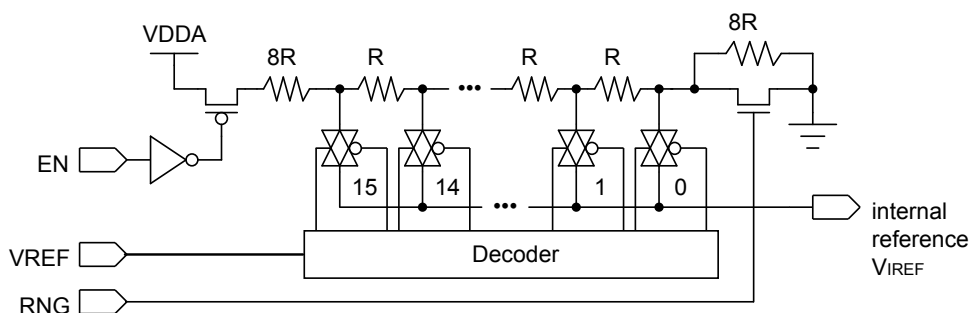 8R
VDDA
8R
R
R
R
•••
EN
15
14
1
0
•••
internal
reference
VIREF
VREF
Decoder
RNG